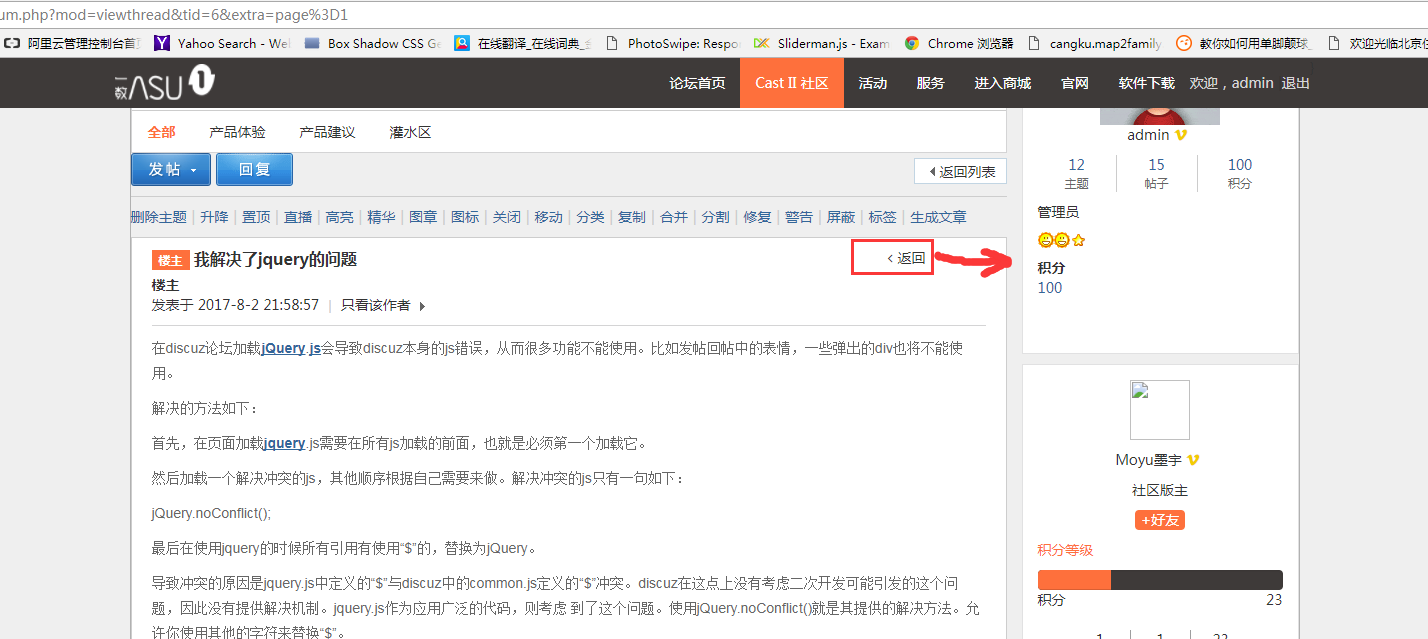 um.php?mod=viewthread&tid=6&extra=page%3D1
阿里云管理控制台首 Yahoo Search - We Box Shadow CSS Ge 在线翻译_在线词典_ PhotoSwipe: Respo Sliderman.js - Exam Chrome 浏览器 cangku.map2family 教你如何用单脚颠球_ 欢迎光临北京
一数 ASU 1 论坛首页 Cast II 社区 活动 服务 进入商城 官网 软件下载 欢迎，admin 退出
全部 产品体验 产品建议 灌水区
发帖 回复 返回列表
删除主题 | 升降 | 置顶 | 直播 | 高亮 | 精华 | 图章 | 图标 | 关闭 | 移动 | 分类 | 复制 | 合并 | 分割 | 修复 | 警告 | 屏蔽 | 标签 | 生成文章
楼主 我解决了jquery的问题 < 返回
楼主
发表于 2017-8-2 21:58:57 | 只看该作者
在discuz论坛加载jQuery.js会导致discuz本身的js错误，从而很多功能不能使用。比如发帖回帖中的表情，一些弹出的div也将不能使
用。
解决的方法如下：
首先，在页面加载jquery.js需要在所有js加载的前面，也就是必须第一个加载它。
然后加载一个解决冲突的js，其他顺序根据自己需要来做。解决冲突的js只有一句如下：
jQuery.noConflict();
最后在使用jquery的时候所有引用有使用“$”的，替换为jQuery。
导致冲突的原因是jquery.js中定义的“$”与discuz中的common.js定义的“$”冲突。discuz在这点上没有考虑二次开发可能引发的这个问
题，因此没有提供解决机制。jquery.js作为应用广泛的代码，则考虑 到了这个问题。使用jQuery.noConflict()就是其提供的解决方法。允
许你使用其他的字符来替换“$”。
admin
12 15 100
主题 帖子 积分
管理员
积分
100
Moyu墨宇
社区版主
+好友
积分等级
积分 23
1 1 23